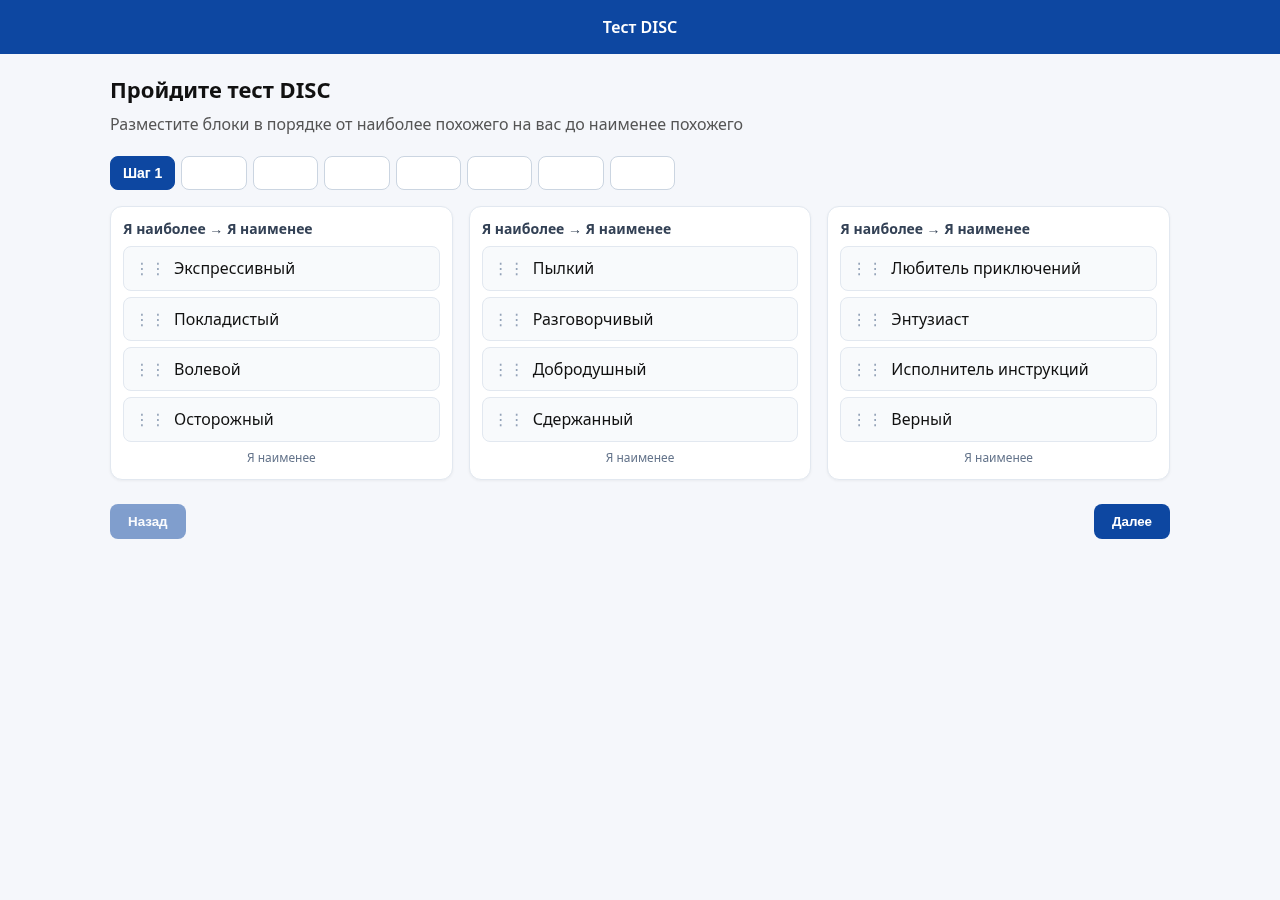 Тест DISC
Пройдите тест DISC
Разместите блоки в порядке от наиболее похожего на вас до наименее похожего
Шаг 1
Я наиболее → Я наименее
Экспрессивный
Покладистый
Волевой
Осторожный
Я наименее
Я наиболее → Я наименее
Пылкий
Разговорчивый
Добродушный
Сдержанный
Я наименее
Я наиболее → Я наименее
Любитель приключений
Энтузиаст
Исполнитель инструкций
Верный
Я наименее
Назад
Далее